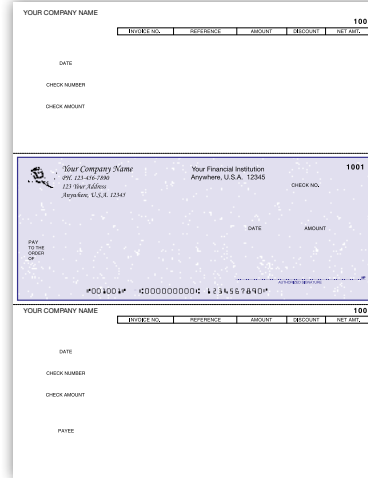 YOUR COMPANY NAME
100
INVOICE NO. REFERENCE AMOUNT DISCOUNT NET AMT.
DATE
CHECK NUMBER
CHECK AMOUNT
Your Company Name
PH. 123-456-7890
123 Your Address
Anywhere, U.S.A. 12345
Your Financial Institution
Anywhere, U.S.A. 12345
1001
CHECK NO.
DATE AMOUNT
PAY
TO THE
ORDER
OF
AUTHORIZED SIGNATURE
⑈001001⑈ ⑆000000000⑆ 1234567890⑈
YOUR COMPANY NAME
100
INVOICE NO. REFERENCE AMOUNT DISCOUNT NET AMT.
DATE
CHECK NUMBER
CHECK AMOUNT
PAYEE